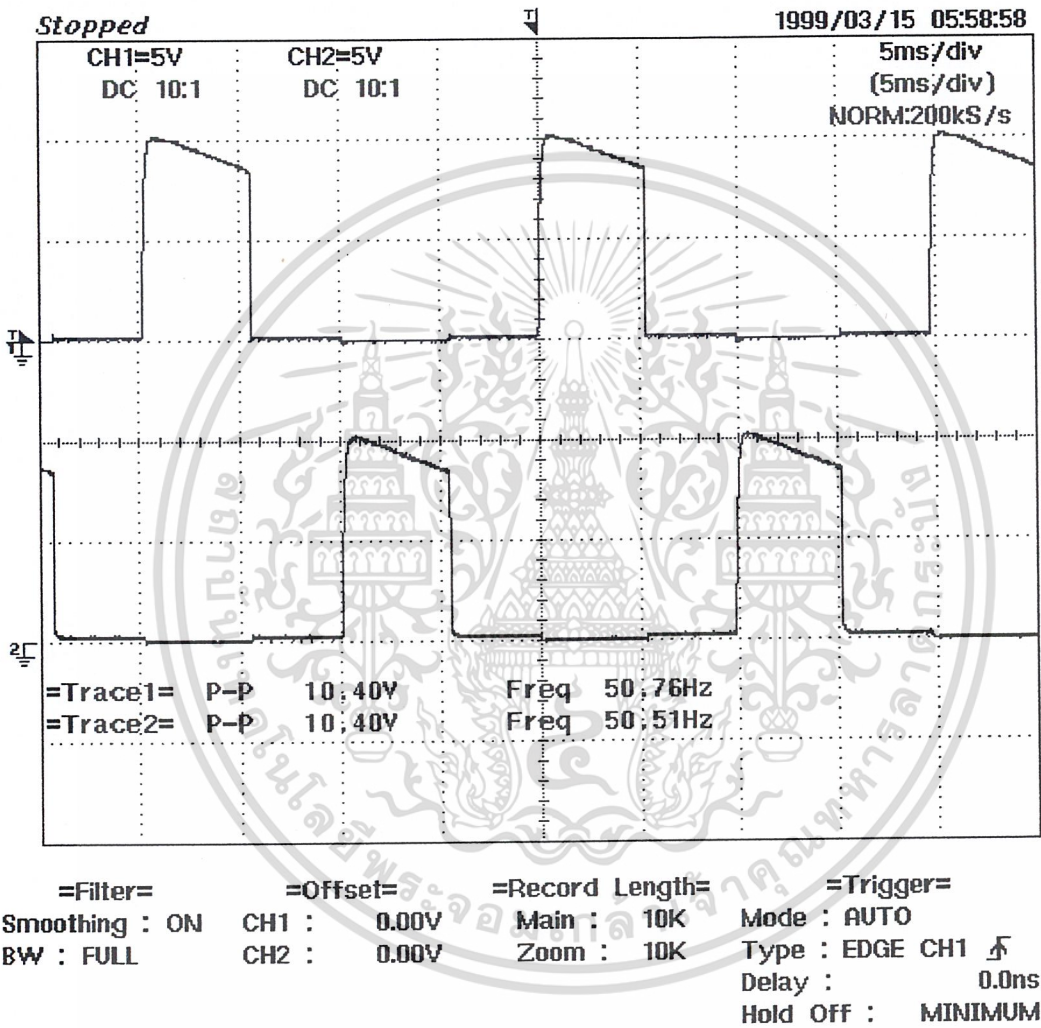 Stopped
1999/03/15 05:58:58
CH1=5V CH2=5V 5ms/div
DC 10:1 DC 10:1 (5ms/div)
NORM:200kS/s
T
T
1
2
=Trace1= P-P 10.40V Freq 50.76Hz
=Trace2= P-P 10.40V Freq 50.51Hz
=Filter= =Offset= =Record Length= =Trigger=
Smoothing : ON CH1 : 0.00V Main : 10K Mode : AUTO
BW : FULL CH2 : 0.00V Zoom : 10K Type : EDGE CH1
Delay : 0.0ns
Hold Off : MINIMUM